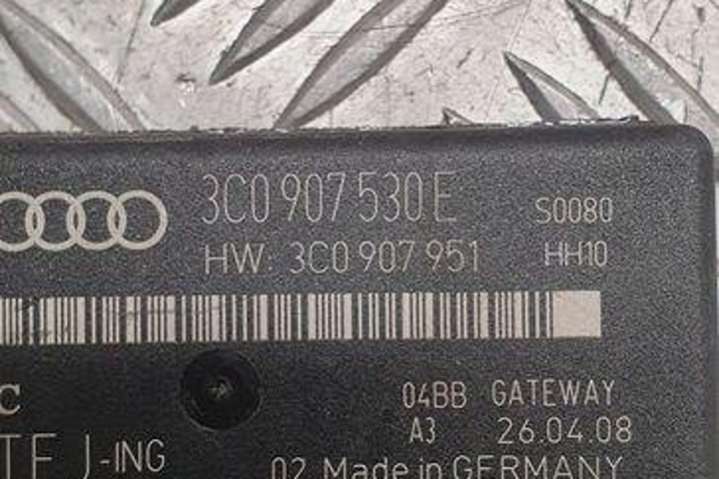 3C0 907 530 E S0080
HW: 3C0 907 951 HH10
04BB GATEWAY
A3 26.04.08
J-ING
02 Made in GERMANY